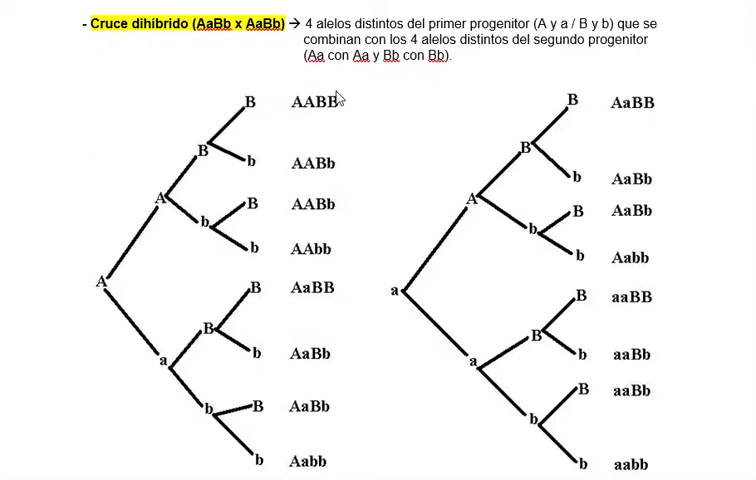 - Cruce dihíbrido (AaBb x AaBb) → 4 alelos distintos del primer progenitor (A y a / B y b) que se
combinan con los 4 alelos distintos del segundo progenitor
(Aa con Aa y Bb con Bb).
B AABB
B
b AABb
A
B AABb
b
b AAbb
A
B AaBB
B
b AaBb
a
B AaBb
b
b Aabb
B AaBB
B
b AaBb
A
B AaBb
b
b Aabb
a
B aaBB
B
b aaBb
a
B aaBb
b
b aabb